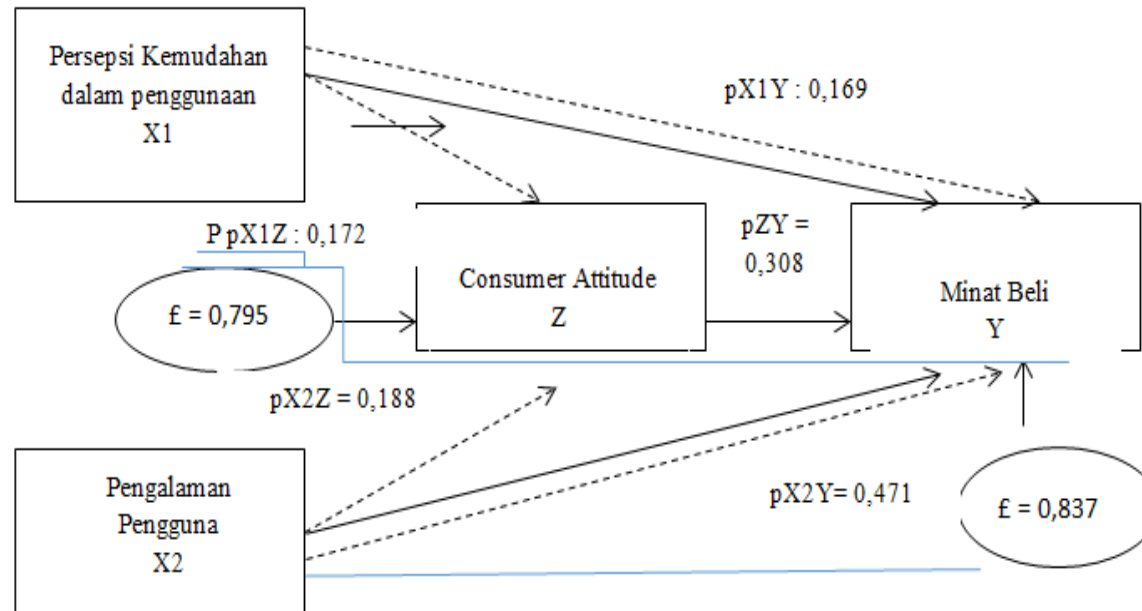 Persepsi Kemudahan
dalam penggunaan
X1
pX1Y : 0,169
P pX1Z : 0,172
pZY =
0,308
£ = 0,795
Consumer Attitude
Z
Minat Beli
Y
pX2Z = 0,188
Pengalaman
Pengguna
X2
pX2Y= 0,471
£ = 0,837